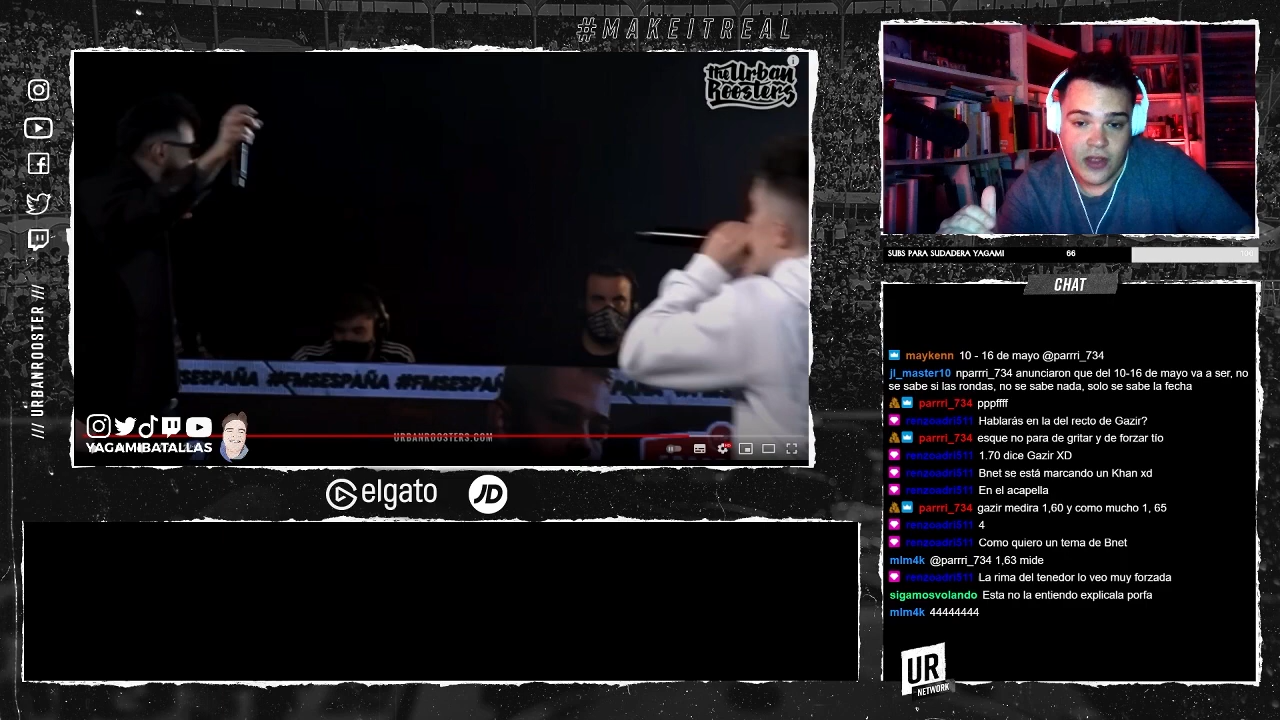 #MAKEITREAL
the Urban
Roosters
/// URBANROOSTER ///
#FMSESPAÑA #FMSESPAÑA
URBANROOSTERS.COM
YAGAMIBATALLAS
elgato
JD
SUBS PARA SUDADERA YAGAMI 66 100
CHAT
maykenn 10 - 16 de mayo @parrri_734
jl_master10 nparrri_734 anunciaron que del 10-16 de mayo va a ser, no
se sabe si las rondas, no se sabe nada, solo se sabe la fecha
parrri_734 pppffff
renzoadri511 Hablarás en la del recto de Gazir?
parrri_734 esque no para de gritar y de forzar tío
renzoadri511 1.70 dice Gazir XD
renzoadri511 Bnet se está marcando un Khan xd
renzoadri511 En el acapella
parrri_734 gazir medira 1,60 y como mucho 1, 65
renzoadri511 4
renzoadri511 Como quiero un tema de Bnet
mlm4k @parrri_734 1,63 mide
renzoadri511 La rima del tenedor lo veo muy forzada
sigamosvolando Esta no la entiendo explicala porfa
mlm4k 44444444
UR
NETWORK